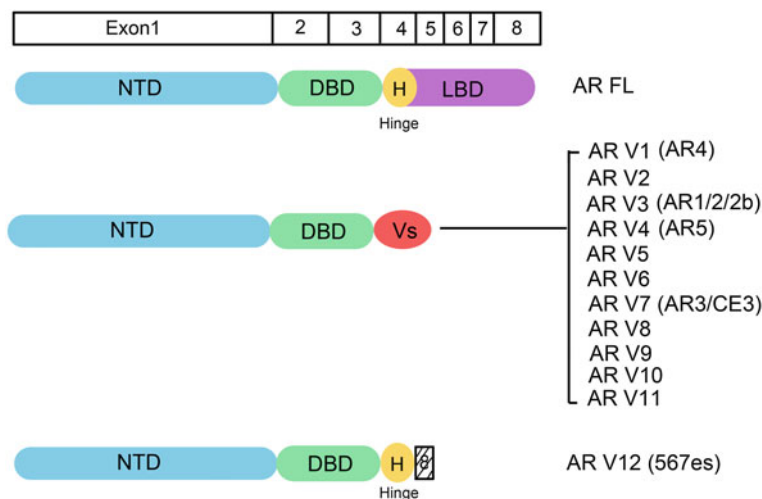 Exon1 2 3 4 5 6 7 8
NTD DBD H LBD AR FL
Hinge
AR V1 (AR4)
AR V2
AR V3 (AR1/2/2b)
NTD DBD Vs AR V4 (AR5)
AR V5
AR V6
AR V7 (AR3/CE3)
AR V8
AR V9
AR V10
AR V11
NTD DBD H 8 AR V12 (567es)
Hinge